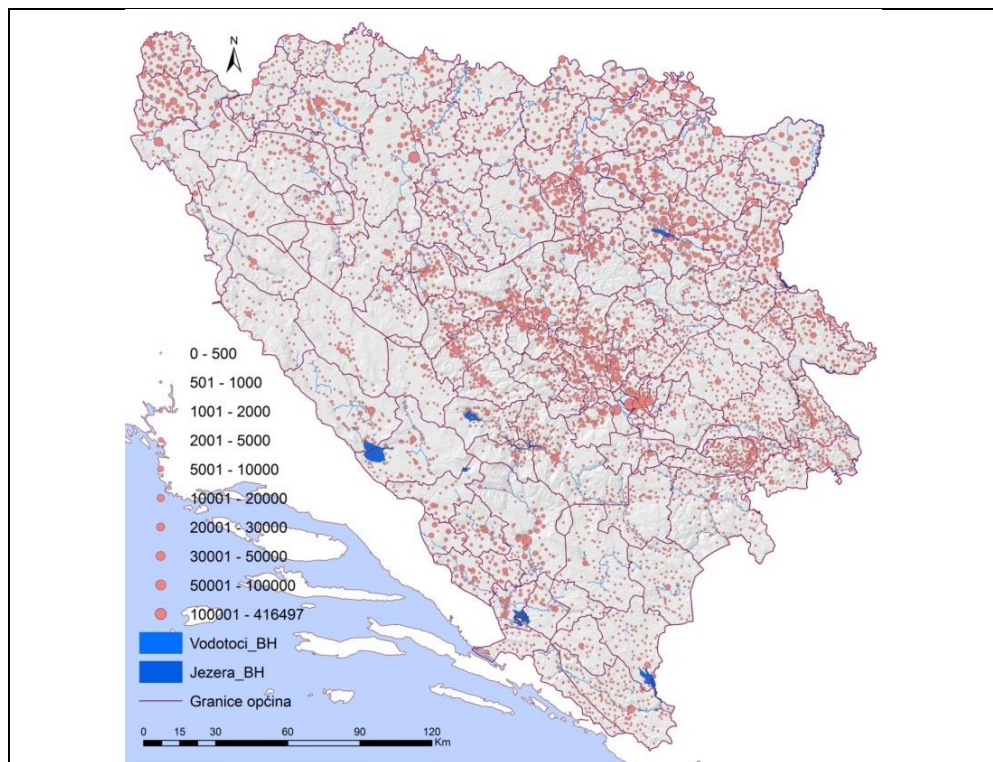 N
0 - 500
501 - 1000
1001 - 2000
2001 - 5000
5001 - 10000
10001 - 20000
20001 - 30000
30001 - 50000
50001 - 100000
100001 - 416497
Vodotoci_BH
Jezera_BH
Granice općina
0 15 30 60 90 120
Km